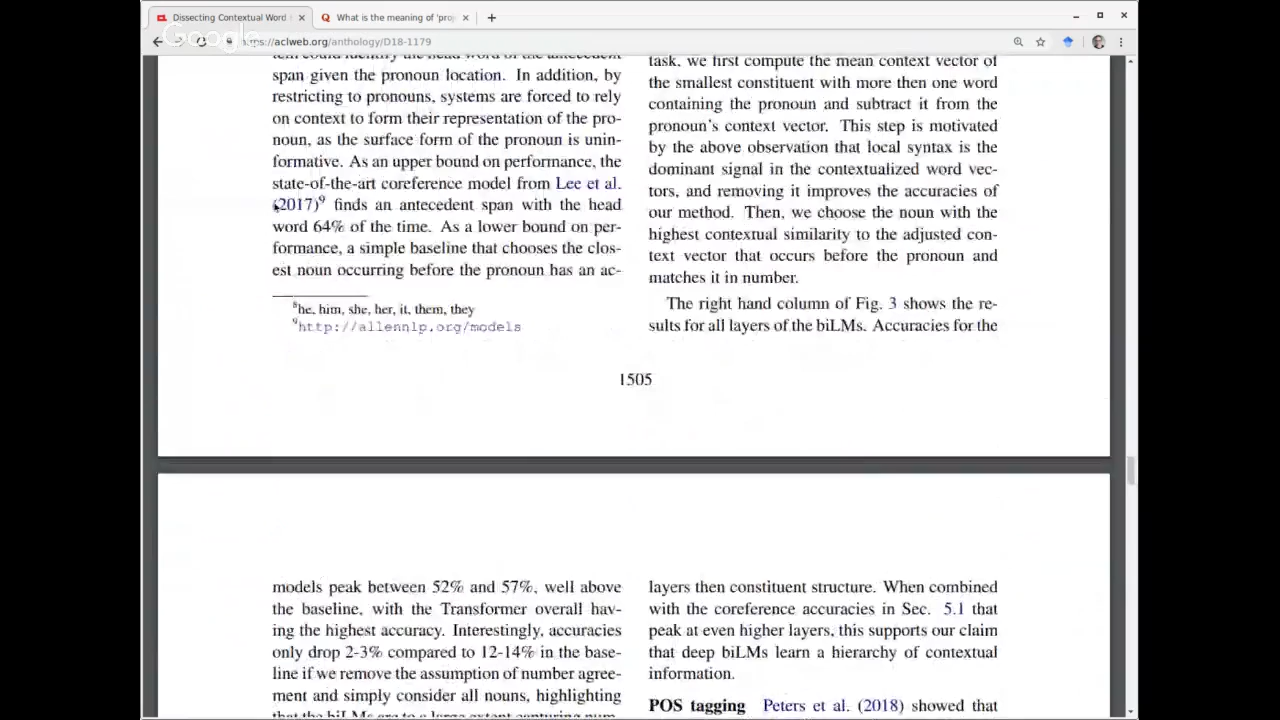 Dissecting Contextual Word
What is the meaning of 'pro
Google
https://aclweb.org/anthology/D18-1179
span given the pronoun location. In addition, by
restricting to pronouns, systems are forced to rely
on context to form their representation of the pro-
noun, as the surface form of the pronoun is unin-
formative. As an upper bound on performance, the
state-of-the-art coreference model from Lee et al.
(2017)9 finds an antecedent span with the head
word 64% of the time. As a lower bound on per-
formance, a simple baseline that chooses the clos-
est noun occurring before the pronoun has an ac-
8he, him, she, her, it, them, they
9http://allennlp.org/models
task, we first compute the mean context vector of
the smallest constituent with more then one word
containing the pronoun and subtract it from the
pronoun's context vector. This step is motivated
by the above observation that local syntax is the
dominant signal in the contextualized word vec-
tors, and removing it improves the accuracies of
our method. Then, we choose the noun with the
highest contextual similarity to the adjusted con-
text vector that occurs before the pronoun and
matches it in number.
The right hand column of Fig. 3 shows the re-
sults for all layers of the biLMs. Accuracies for the
1505
models peak between 52% and 57%, well above
the baseline, with the Transformer overall hav-
ing the highest accuracy. Interestingly, accuracies
only drop 2-3% compared to 12-14% in the base-
line if we remove the assumption of number agree-
ment and simply consider all nouns, highlighting
that the biLMs are to a large extent capturing num-
layers then constituent structure. When combined
with the coreference accuracies in Sec. 5.1 that
peak at even higher layers, this supports our claim
that deep biLMs learn a hierarchy of contextual
information.
POS tagging Peters et al. (2018) showed that